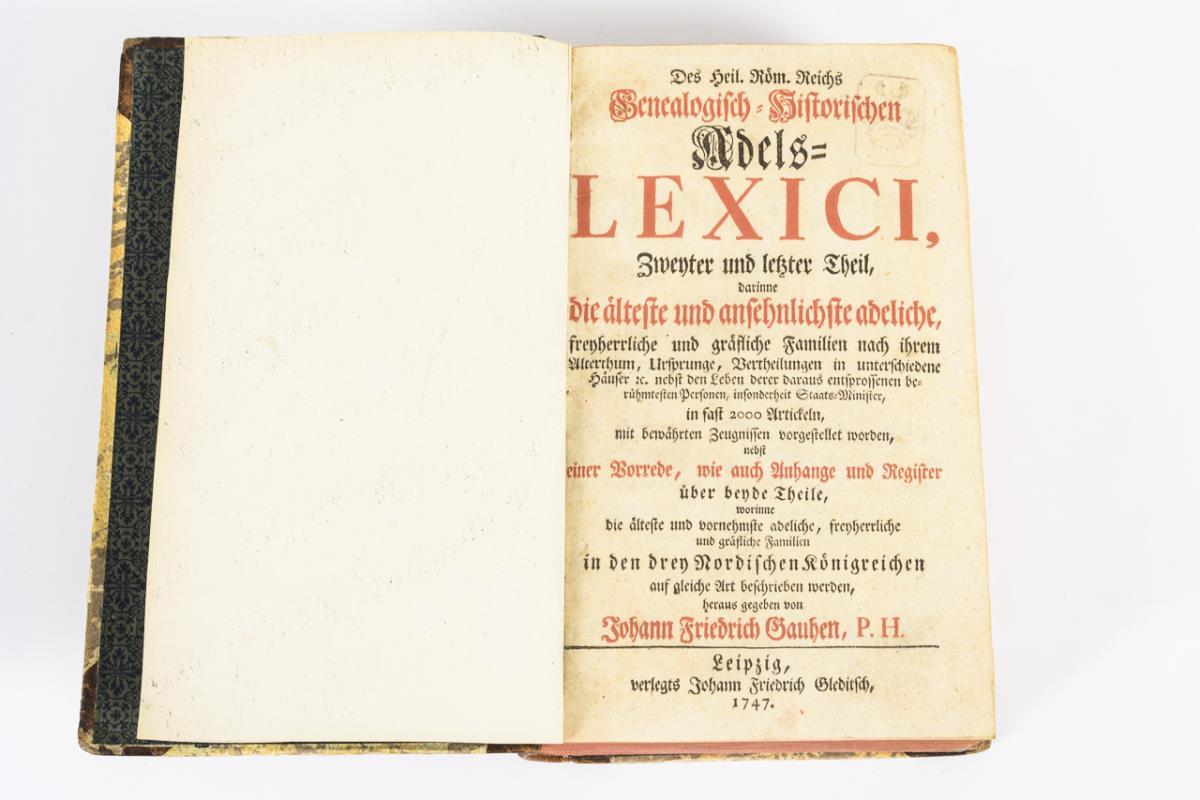 Des Heil. Röm. Reichs
Genealogisch-Historischen
Adels-
LEXICI,
Zweyter und letzter Theil,
darinne
die älteste und ansehnlichste adeliche,
freyherrliche und gräfliche Familien nach ihrem
Alterthum, Ursprunge, Vertheilungen in unterschiedene
Häuser ꝛc. nebst den Leben derer daraus entsprossenen be-
rühmtesten Personen, insonderheit Staats-Minister,
in fast 2000 Artickeln,
mit bewährten Zeugnissen vorgestellet worden,
nebst
einer Vorrede, wie auch Anhange und Register
über beyde Theile,
worinne
die älteste und vornehmste adeliche, freyherrliche
und gräfliche Familien
in den drey Nordischen Königreichen
auf gleiche Art beschrieben werden,
heraus gegeben von
Johann Friedrich Gauhen, P. H.
Leipzig,
verlegts Johann Friedrich Gleditsch,
1747.